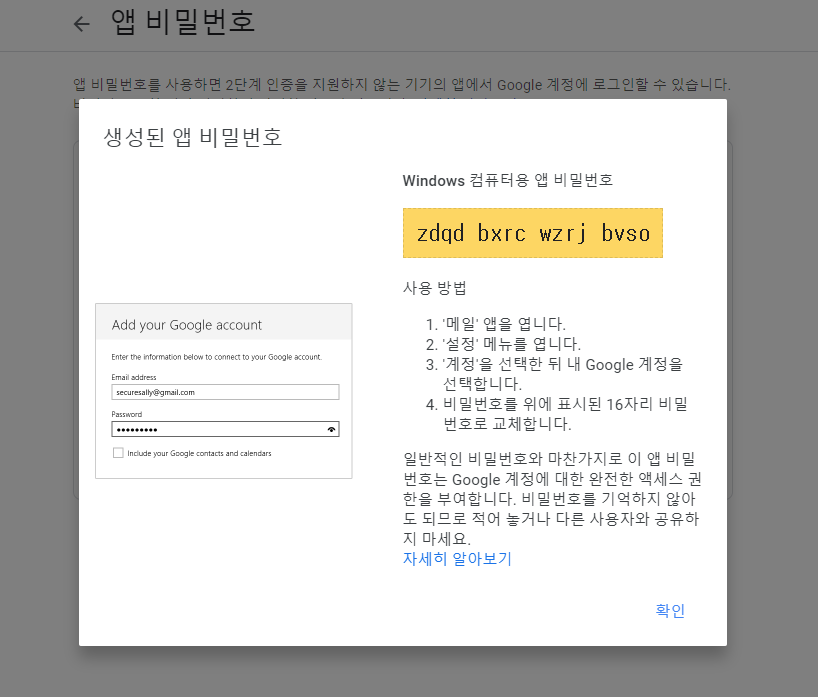 앱 비밀번호
앱 비밀번호를 사용하면 2단계 인증을 지원하지 않는 기기의 앱에서 Google 계정에 로그인할 수 있습니다.
생성된 앱 비밀번호
Add your Google account
Enter the information below to connect to your Google account.
Email address
securesally@gmail.com
Password
•••••••••
Include your Google contacts and calendars
Windows 컴퓨터용 앱 비밀번호
zdqd bxrc wzrj bvso
사용 방법
1. '메일' 앱을 엽니다.
2. '설정' 메뉴를 엽니다.
3. '계정'을 선택한 뒤 내 Google 계정을
선택합니다.
4. 비밀번호를 위에 표시된 16자리 비밀
번호로 교체합니다.
일반적인 비밀번호와 마찬가지로 이 앱 비밀
번호는 Google 계정에 대한 완전한 액세스 권
한을 부여합니다. 비밀번호를 기억하지 않아
도 되므로 적어 놓거나 다른 사용자와 공유하
지 마세요.
자세히 알아보기
확인